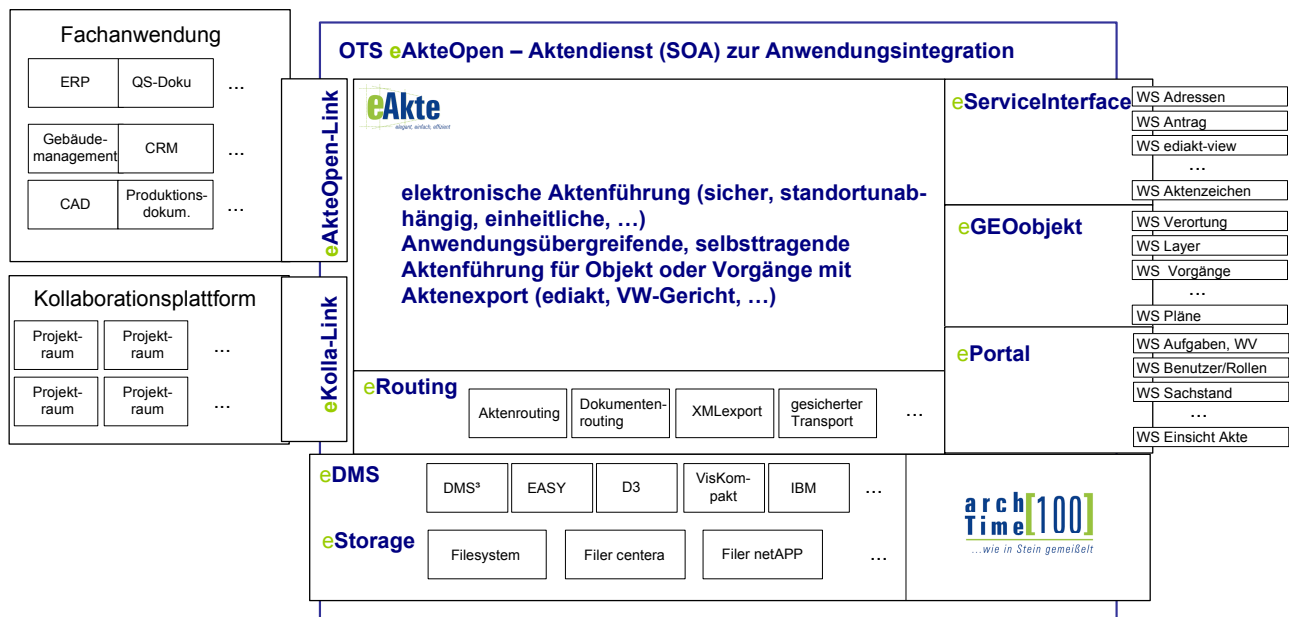 Fachanwendung
ERP
QS-Doku
...
Gebäude-
management
CRM
...
CAD
Produktions-
dokum.
...
Kollaborationsplattform
Projekt-
raum
Projekt-
raum
...
Projekt-
raum
Projekt-
raum
...
eAkteOpen-Link
eKolla-Link
OTS eAkteOpen – Aktendienst (SOA) zur Anwendungsintegration
eAkte
elegant, einfach, effizient
elektronische Aktenführung (sicher, standortunab-
hängig, einheitliche, ...)
Anwendungsübergreifende, selbsttragende
Aktenführung für Objekt oder Vorgänge mit
Aktenexport (ediakt, VW-Gericht, ...)
eRouting
Aktenrouting
Dokumenten-
routing
XMLexport
gesicherter
Transport
...
eServiceInterface
WS Adressen
WS Antrag
WS ediakt-view
...
WS Aktenzeichen
eGEOobjekt
WS Verortung
WS Layer
WS Vorgänge
...
WS Pläne
ePortal
WS Aufgaben, WV
WS Benutzer/Rollen
WS Sachstand
...
WS Einsicht Akte
eDMS
DMS³
EASY
D3
VisKom-
pakt
IBM
...
eStorage
Filesystem
Filer centera
Filer netAPP
...
arch
Time[100]
...wie in Stein gemeißelt